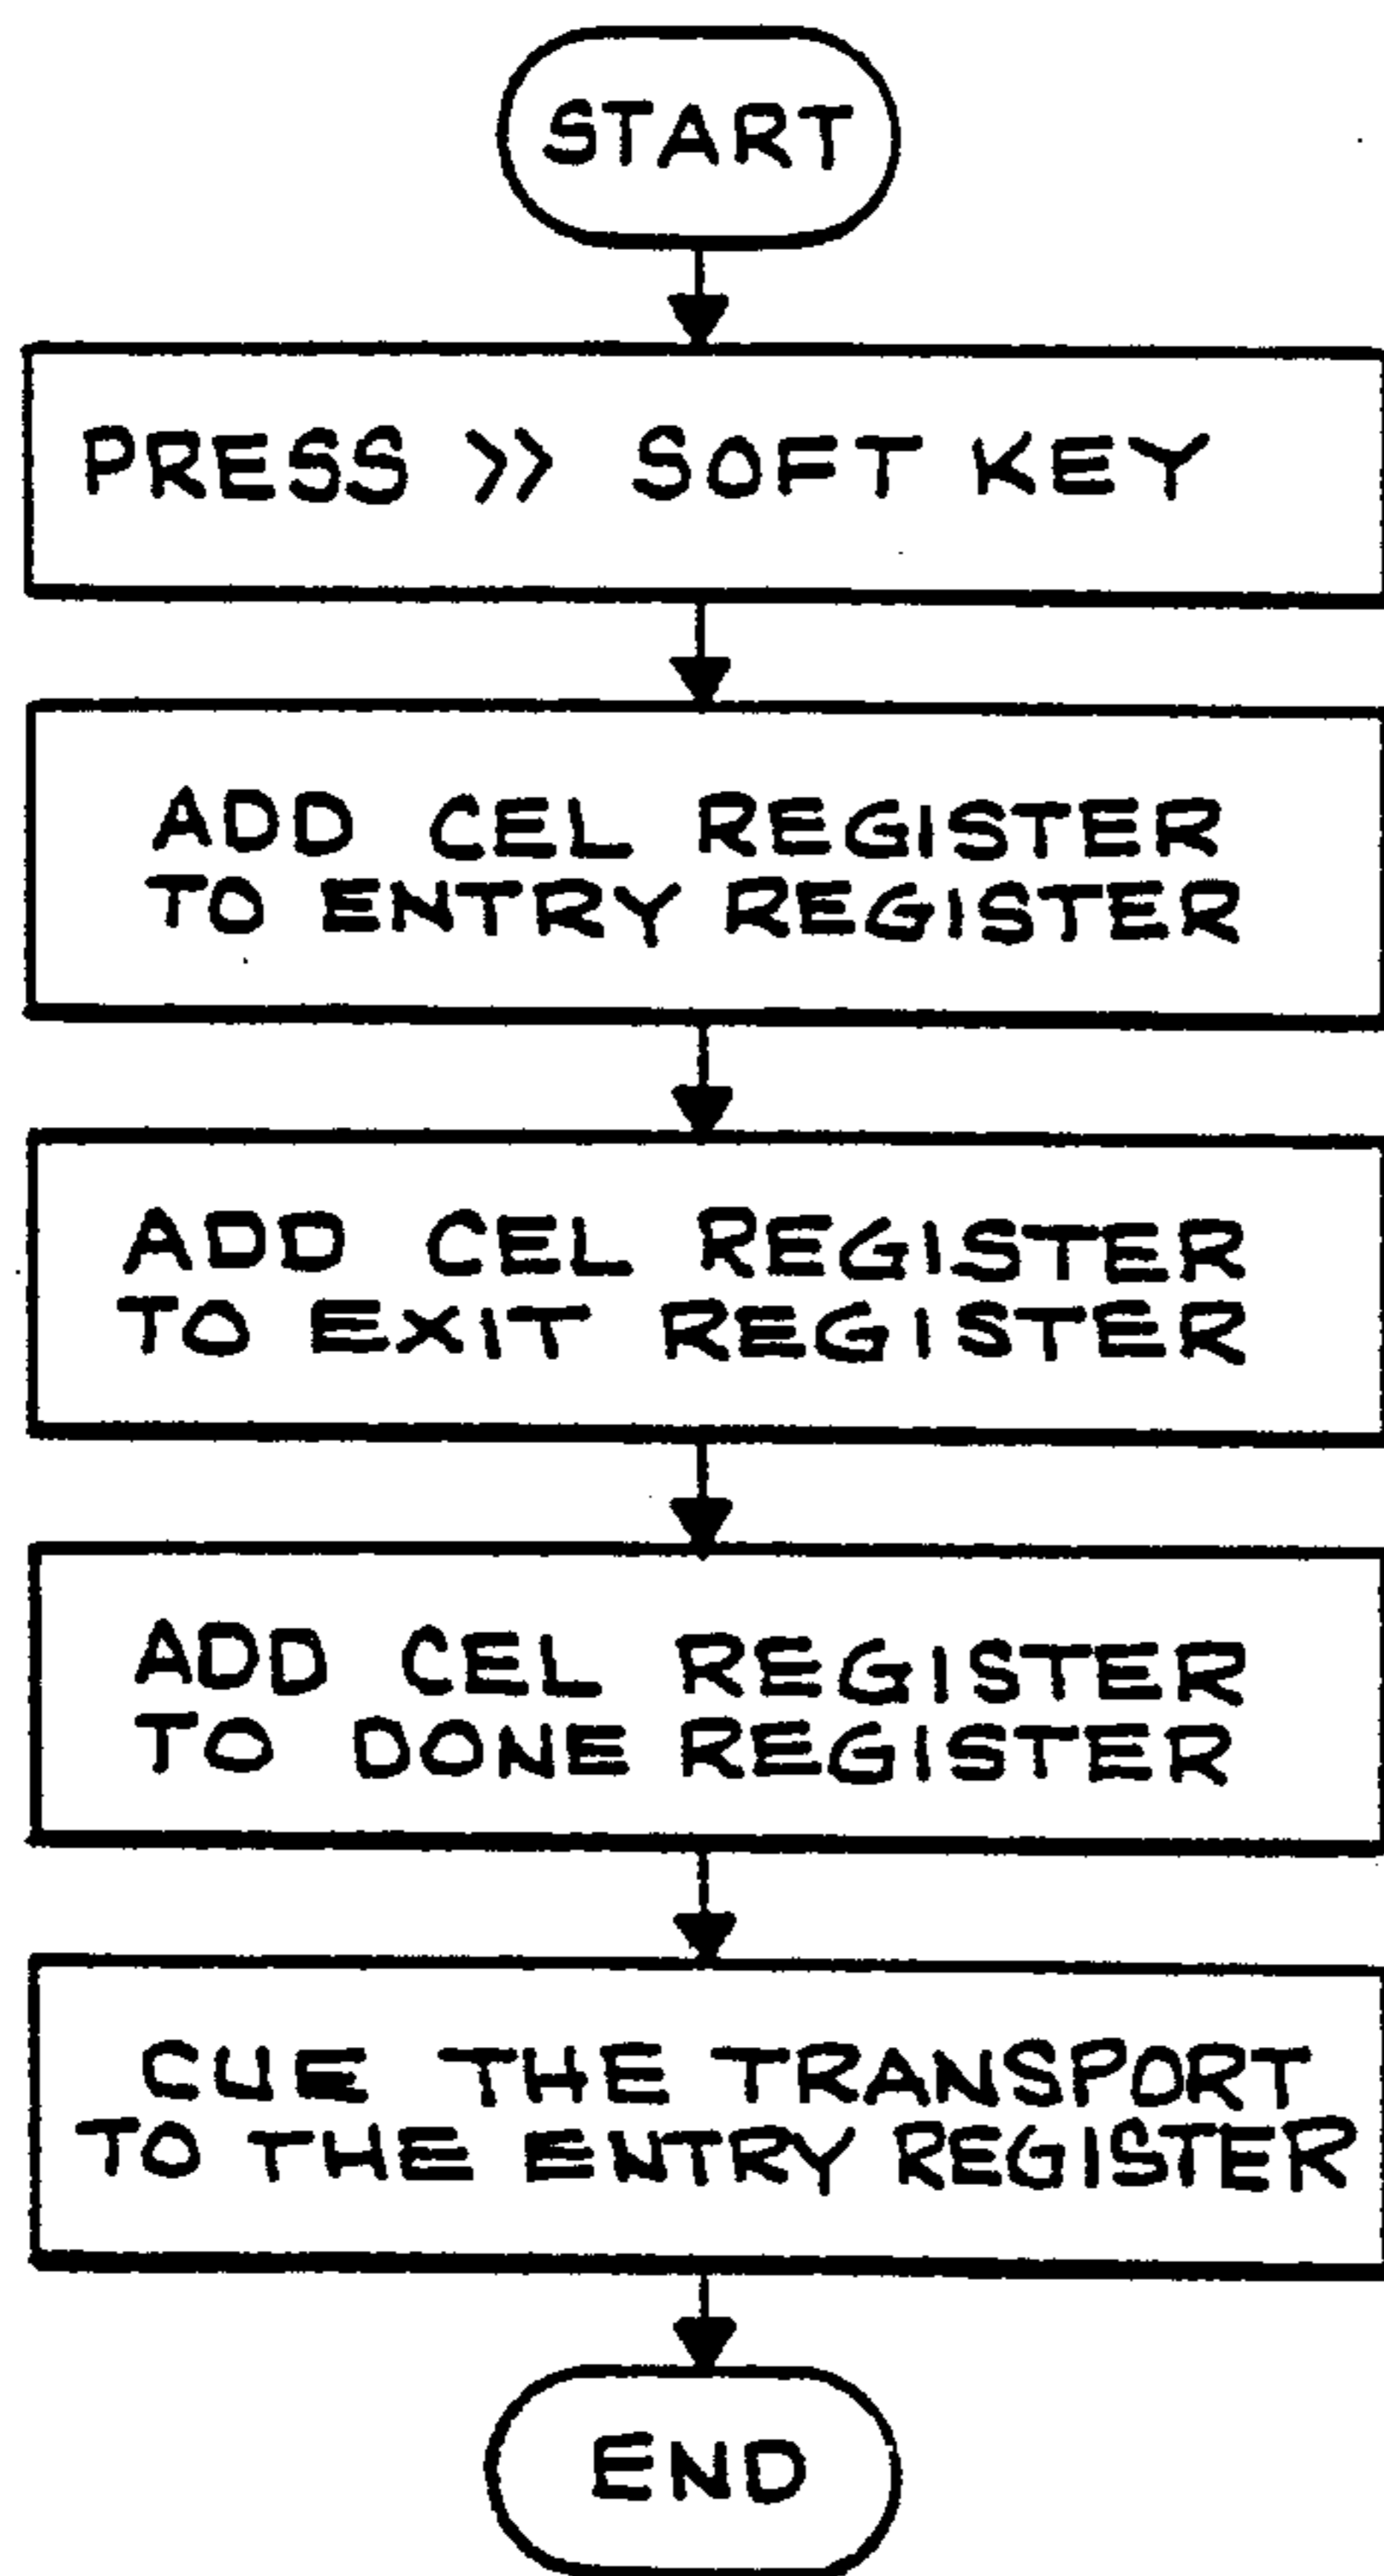 START
PRESS >> SOFT KEY
ADD CEL REGISTER
TO ENTRY REGISTER
ADD CEL REGISTER
TO EXIT REGISTER
ADD CEL REGISTER
TO DONE REGISTER
CUE THE TRANSPORT
TO THE ENTRY REGISTER
END